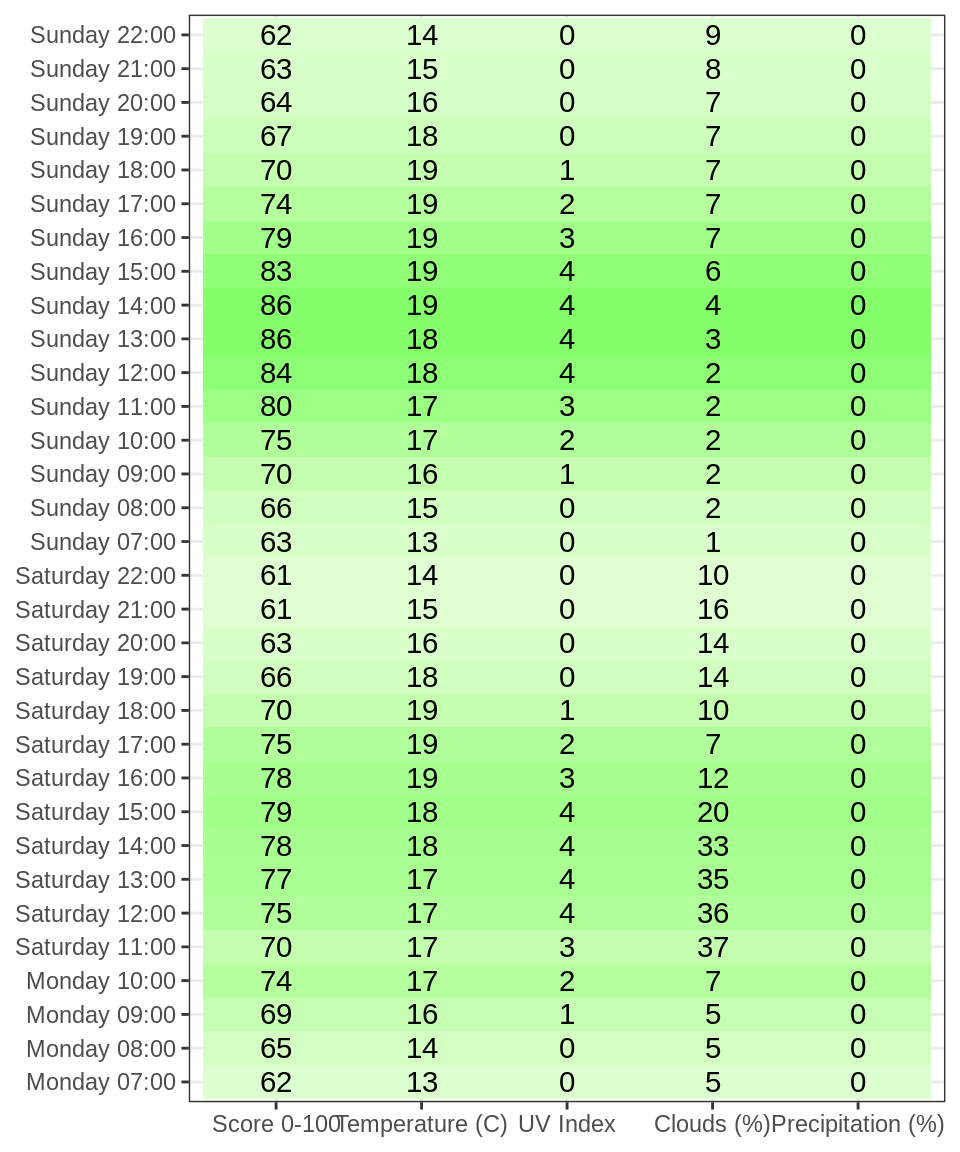 Sunday 22:00 62 14 0 9 0
Sunday 21:00 63 15 0 8 0
Sunday 20:00 64 16 0 7 0
Sunday 19:00 67 18 0 7 0
Sunday 18:00 70 19 1 7 0
Sunday 17:00 74 19 2 7 0
Sunday 16:00 79 19 3 7 0
Sunday 15:00 83 19 4 6 0
Sunday 14:00 86 19 4 4 0
Sunday 13:00 86 18 4 3 0
Sunday 12:00 84 18 4 2 0
Sunday 11:00 80 17 3 2 0
Sunday 10:00 75 17 2 2 0
Sunday 09:00 70 16 1 2 0
Sunday 08:00 66 15 0 2 0
Sunday 07:00 63 13 0 1 0
Saturday 22:00 61 14 0 10 0
Saturday 21:00 61 15 0 16 0
Saturday 20:00 63 16 0 14 0
Saturday 19:00 66 18 0 14 0
Saturday 18:00 70 19 1 10 0
Saturday 17:00 75 19 2 7 0
Saturday 16:00 78 19 3 12 0
Saturday 15:00 79 18 4 20 0
Saturday 14:00 78 18 4 33 0
Saturday 13:00 77 17 4 35 0
Saturday 12:00 75 17 4 36 0
Saturday 11:00 70 17 3 37 0
Monday 10:00 74 17 2 7 0
Monday 09:00 69 16 1 5 0
Monday 08:00 65 14 0 5 0
Monday 07:00 62 13 0 5 0
Score 0-100 Temperature (C) UV Index Clouds (%) Precipitation (%)